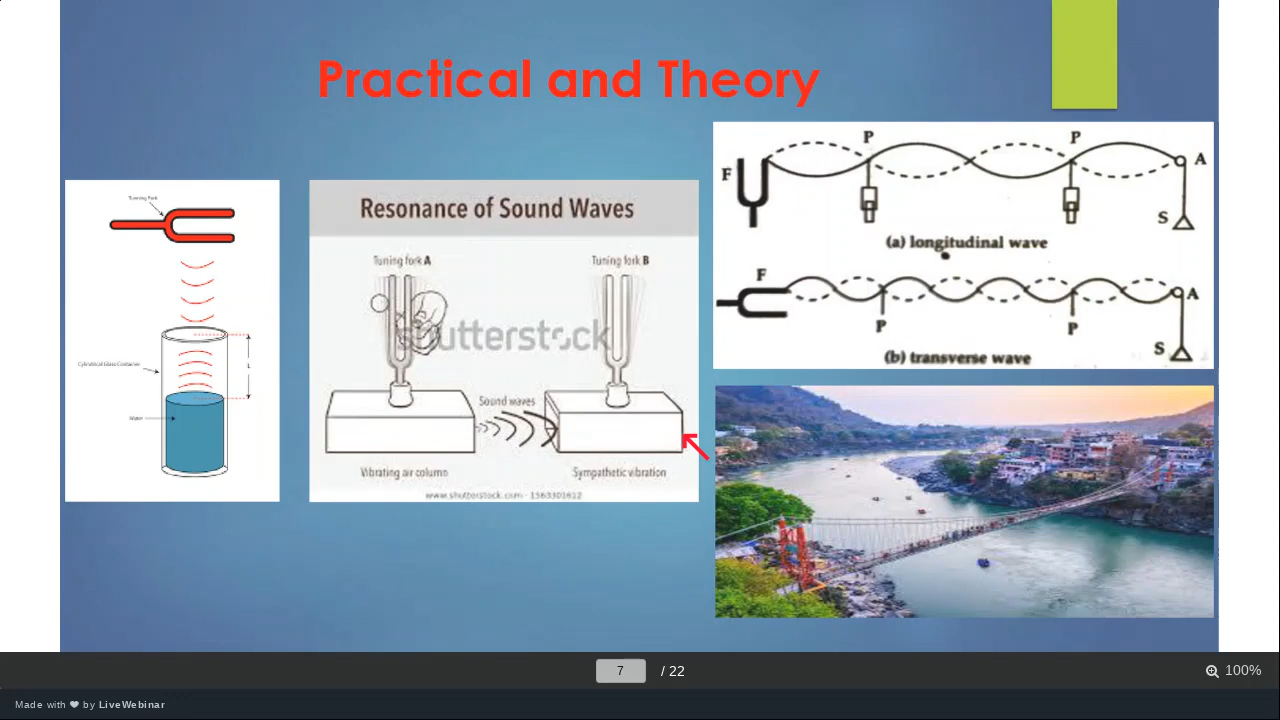 Practical and Theory
Tunning Fork
Cylindrical Glass Container
Water
L
Resonance of Sound Waves
Tuning fork A
Tuning fork B
shutterstock
Sound waves
Vibrating air column
Sympathetic vibration
www.shutterstock.com · 1563301612
P
P
F
A
S
(a) longitudinal wave
F
A
P
P
S
(b) transverse wave
7 / 22
100%
Made with ❤ by LiveWebinar